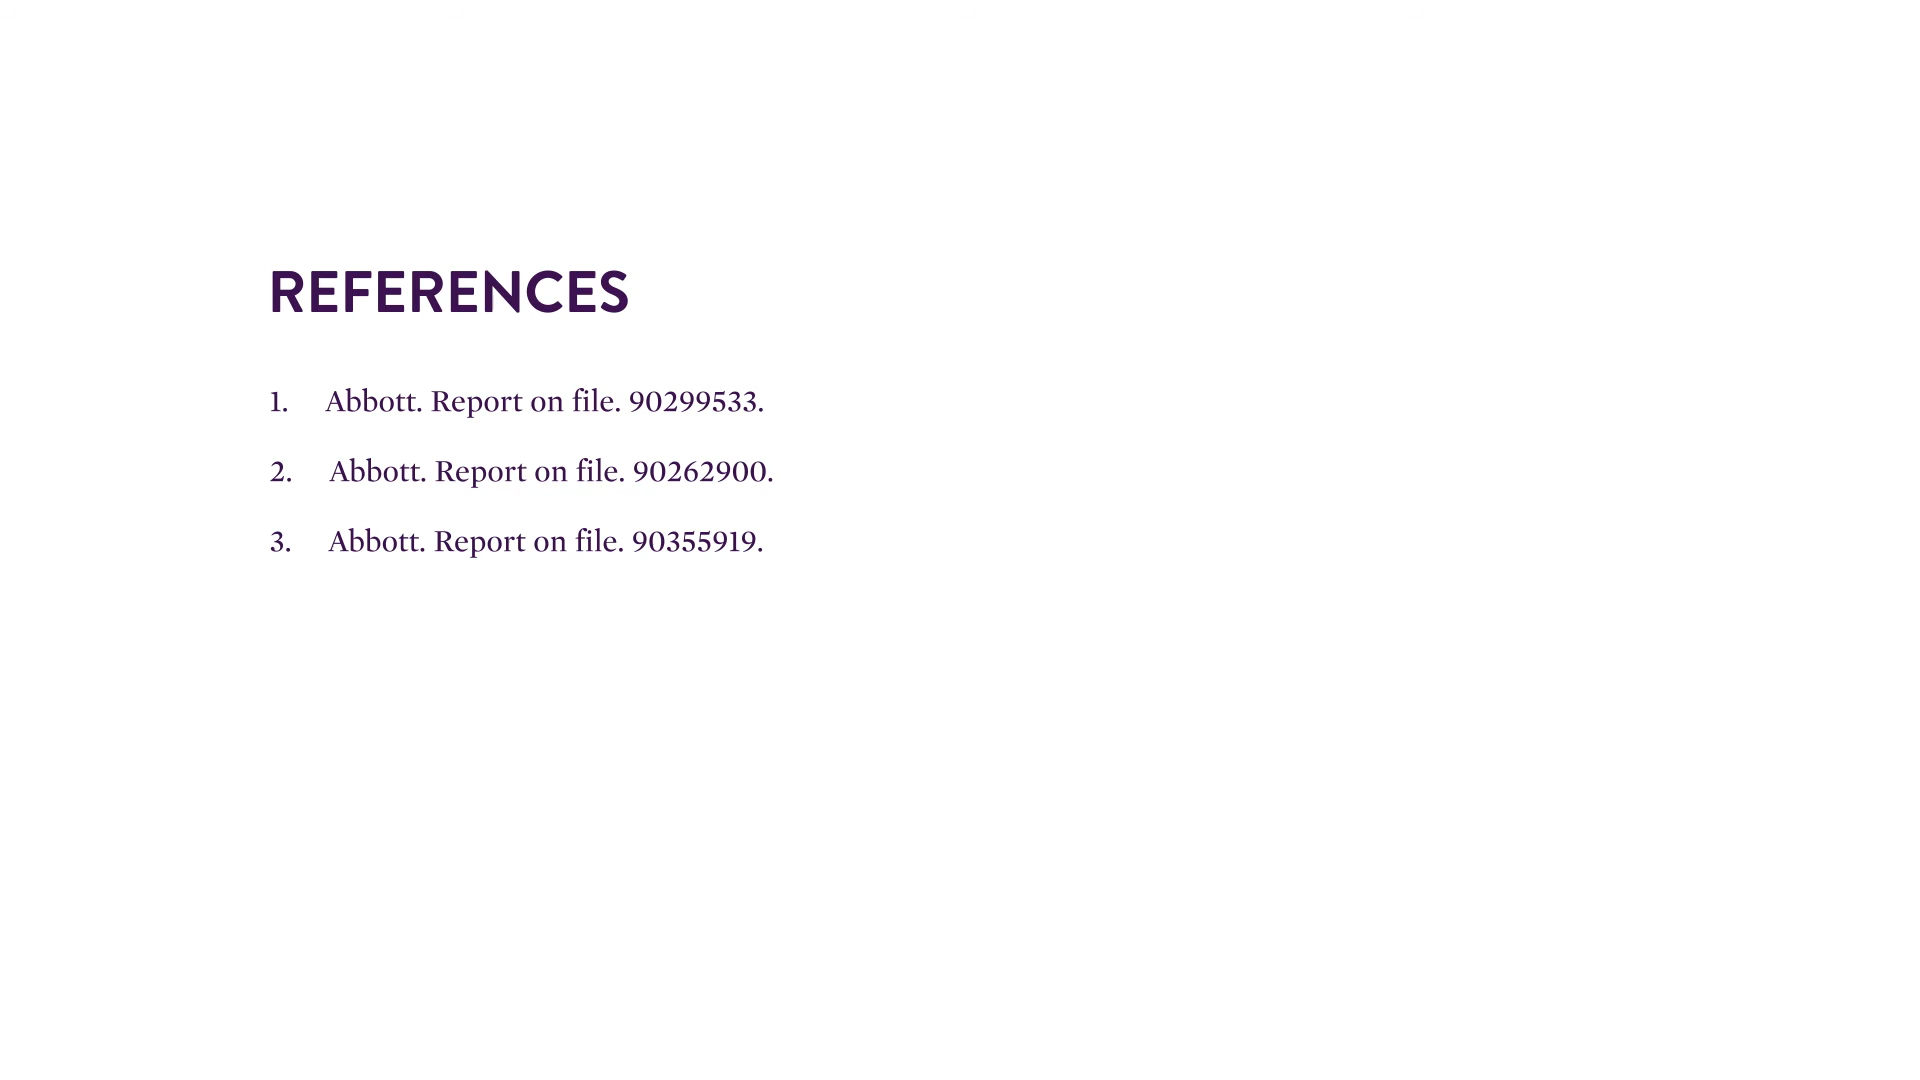 REFERENCES
1. Abbott. Report on file. 90299533.
2. Abbott. Report on file. 90262900.
3. Abbott. Report on file. 90355919.